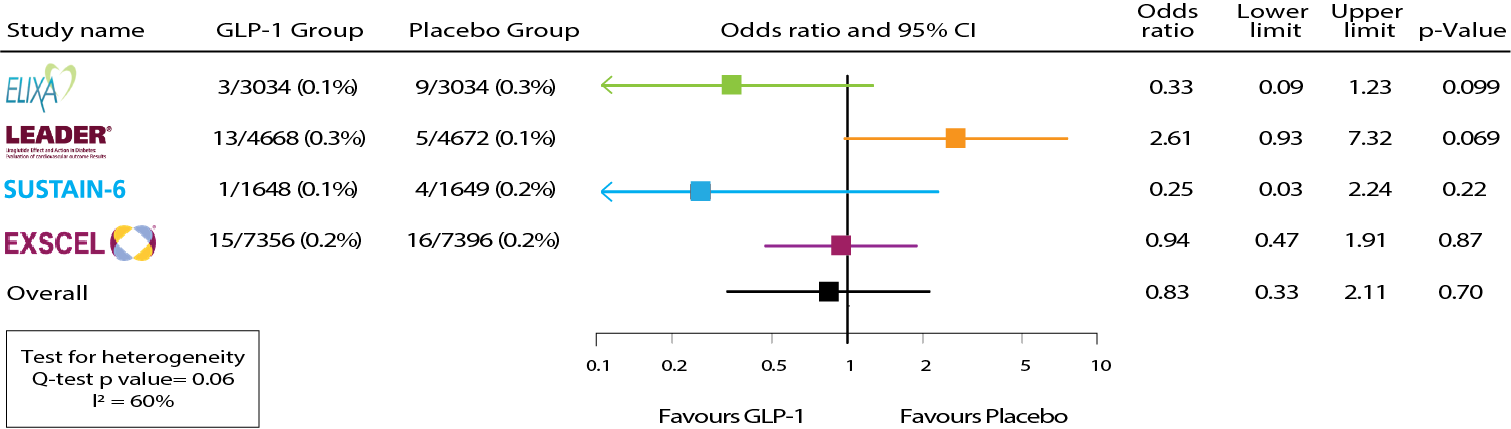 Study name GLP-1 Group Placebo Group Odds ratio and 95% CI Odds ratio Lower limit Upper limit p-Value
ELIXA 3/3034 (0.1%) 9/3034 (0.3%) 0.33 0.09 1.23 0.099
LEADER® 13/4668 (0.3%) 5/4672 (0.1%) 2.61 0.93 7.32 0.069
Evaluation of cardiovascular outcome Results
SUSTAIN-6 1/1648 (0.1%) 4/1649 (0.2%) 0.25 0.03 2.24 0.22
EXSCEL 15/7356 (0.2%) 16/7396 (0.2%) 0.94 0.47 1.91 0.87
Overall 0.83 0.33 2.11 0.70
Test for heterogeneity
Q-test p value= 0.06
I² = 60%
0.1 0.2 0.5 1 2 5 10
Favours GLP-1 Favours Placebo